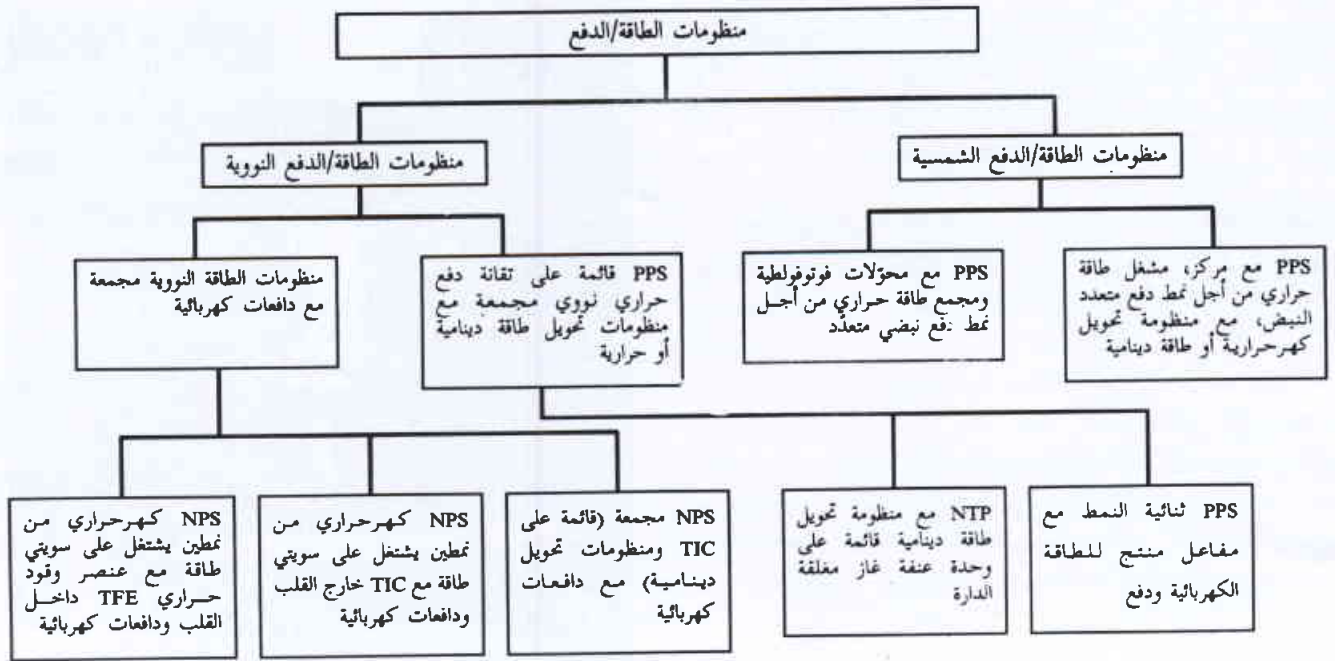 منظومات الطاقة/الدفع
منظومات الطاقة/الدفع الشمسية
منظومات الطاقة/الدفع النووية
PPS مع مركز، مشغل طاقة
حراري من أجل نمط دفع متعدد
النبض، مع منظومة تحويل
كهرحرارية أو طاقة دينامية
PPS مع محوّلات فوتوفولطية
ومجمع طاقة حراري من أجل
نمط دفع نبضي متعدّد
PPS قائمة على تقانة دفع
حراري نووي مجمعة مع
منظومات تحويل طاقة دينامية
أو حرارية
منظومات الطاقة النووية مجمعة
مع دافعات كهربائية
PPS ثنائية النمط مع
مفاعل منتج للطاقة
الكهربائية ودفع
NTP مع منظومة تحويل
طاقة دينامية قائمة على
وحدة عنفة غاز مغلقة
الدارة
NPS مجمعة (قائمة على
TIC ومنظومات تحويل
دينامية) مع دافعات
كهربائية
NPS كهرحراري من
نمطين يشتغل على سويتي
طاقة مع TIC خارج القلب
ودافعات كهربائية
NPS كهرحراري من
نمطين يشتغل على سويتي
طاقة مع عنصر وقود
حراري TFE داخل
القلب ودافعات كهربائية